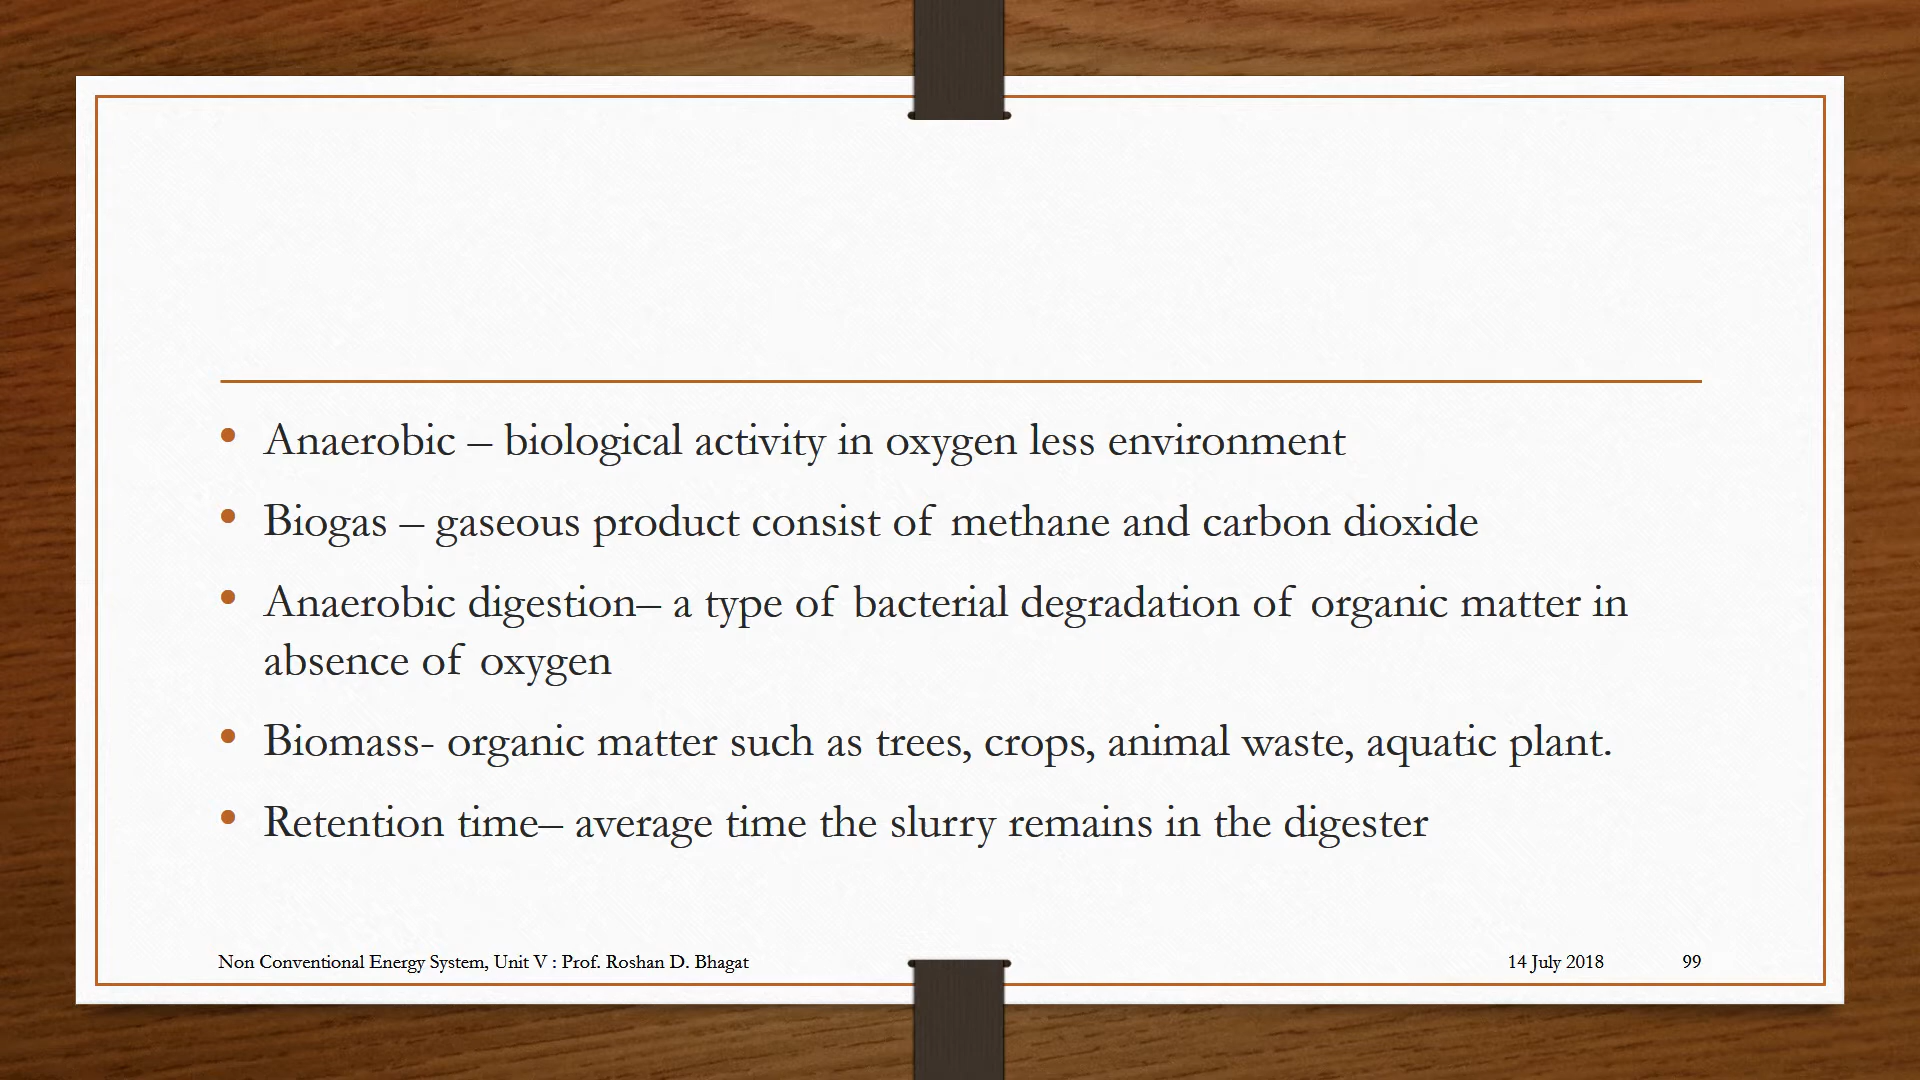 • Anaerobic – biological activity in oxygen less environment
• Biogas – gaseous product consist of methane and carbon dioxide
• Anaerobic digestion– a type of bacterial degradation of organic matter in
absence of oxygen
• Biomass- organic matter such as trees, crops, animal waste, aquatic plant.
• Retention time– average time the slurry remains in the digester
Non Conventional Energy System, Unit V : Prof. Roshan D. Bhagat 14 July 2018 99